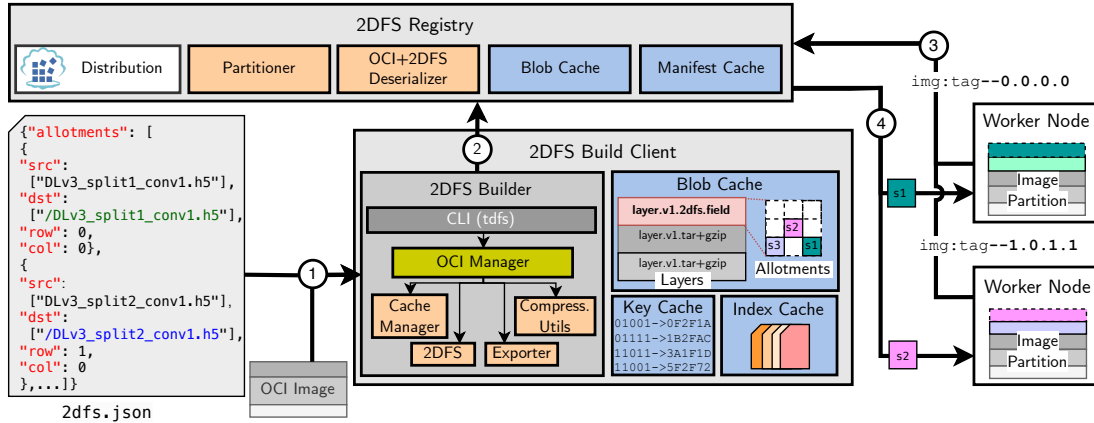 2DFS Registry
Distribution
Partitioner
OCI+2DFS
Deserializer
Blob Cache
Manifest Cache
3
img:tag--0.0.0.0
4
{"allotments": [
{
"src":
["DLv3_split1_conv1.h5"],
"dst":
["/DLv3_split1_conv1.h5"],
"row": 0,
"col": 0},
{
"src":
["DLv3_split2_conv1.h5"],
"dst":
["/DLv3_split2_conv1.h5"],
"row": 1,
"col": 0
},...]}
2dfs.json
1
OCI Image
2
2DFS Build Client
2DFS Builder
CLI (tdfs)
OCI Manager
Cache
Manager
Compress.
Utils
2DFS
Exporter
Blob Cache
layer.v1.2dfs.field
layer.v1.tar+gzip
layer.v1.tar+gzip
Layers
s2
s3
s1
Allotments
Key Cache
01001->0F2F1A
01111->1B2FAC
11011->3A1F1D
11001->5F2F72
Index Cache
Worker Node
Image
Partition
s1
img:tag--1.0.1.1
Worker Node
Image
Partition
s2